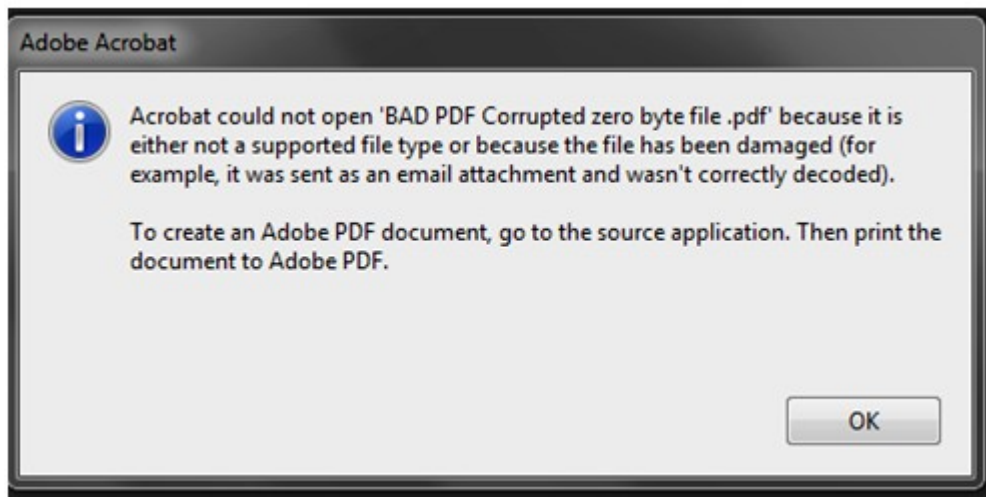 Adobe Acrobat
Acrobat could not open 'BAD PDF Corrupted zero byte file .pdf' because it is
either not a supported file type or because the file has been damaged (for
example, it was sent as an email attachment and wasn't correctly decoded).
To create an Adobe PDF document, go to the source application. Then print the
document to Adobe PDF.
OK